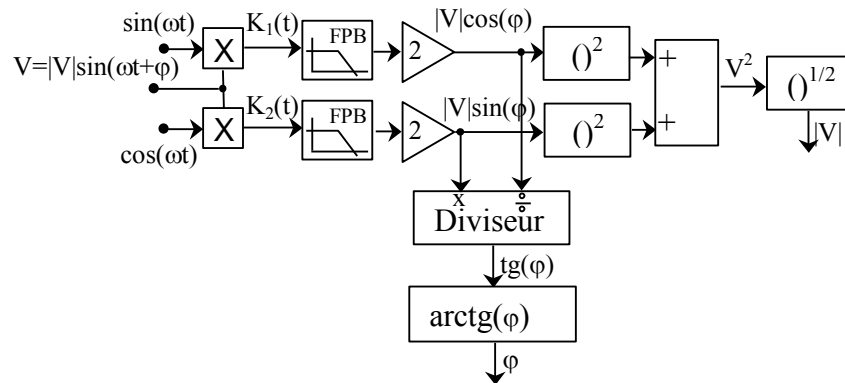 sin(ωt)
K₁(t)
|V|cos(φ)
X
FPB
2
()²
+
V=|V|sin(ωt+φ)
V²
()¹/²
K₂(t)
|V|sin(φ)
X
FPB
2
()²
+
|V|
cos(ωt)
x
÷
Diviseur
tg(φ)
arctg(φ)
φ